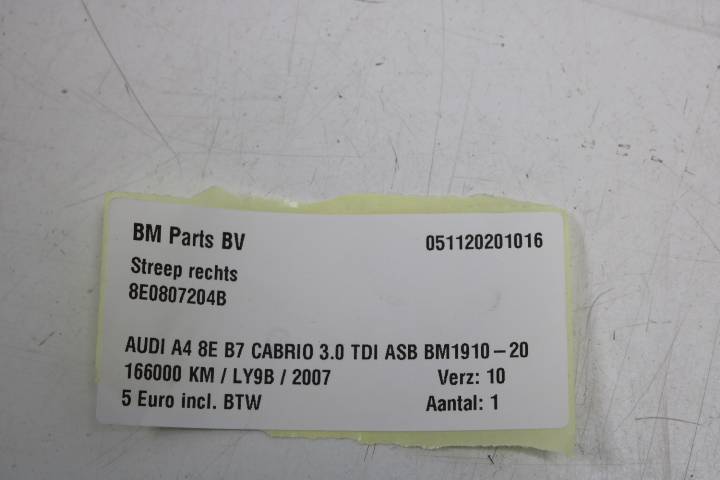 BM Parts BV 051120201016
Streep rechts
8E0807204B
AUDI A4 8E B7 CABRIO 3.0 TDI ASB BM1910-20
166000 KM / LY9B / 2007 Verz: 10
5 Euro incl. BTW Aantal: 1